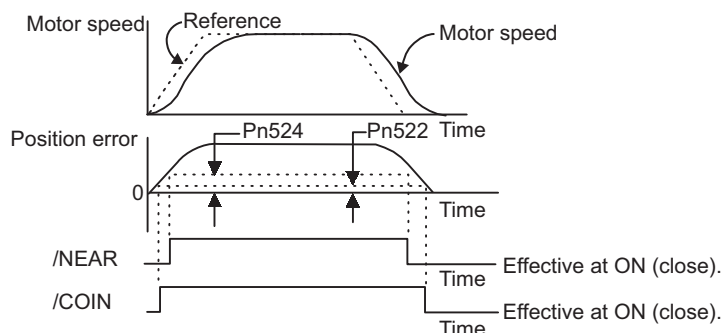 Motor speed
Reference
Motor speed
Time
Position error
Pn524
Pn522
0
Time
/NEAR
Effective at ON (close).
Time
/COIN
Effective at ON (close).
Time